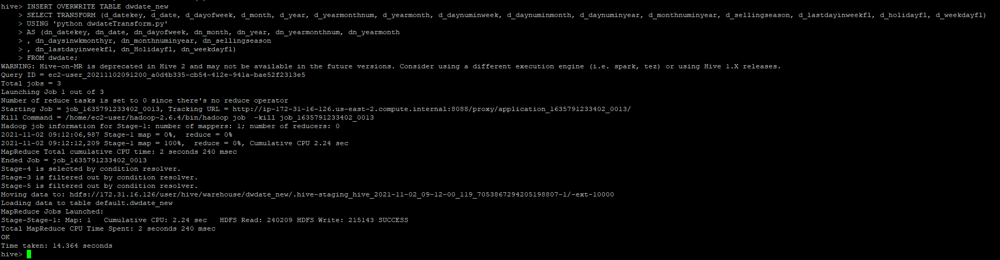 hive> INSERT OVERWRITE TABLE dwdate_new
    > SELECT TRANSFORM (d_datekey, d_date, d_dayofweek, d_month, d_year, d_yearmonthnum, d_yearmonth, d_daynuminweek, d_daynuminmonth, d_daynuminyear, d_monthnuminyear, d_sellingseason, d_lastdayinweekfl, d_holidayfl, d_weekdayfl)
    > USING 'python dwdateTransform.py'
    > AS (dn_datekey, dn_date, dn_dayofweek, dn_month, dn_year, dn_yearmonthnum, dn_yearmonth
    > , dn_daysinwkmonthyr, dn_monthnuminyear, dn_sellingseason
    > , dn_lastdayinweekfl, dn_Holidayfl, dn_weekdayfl)
    > FROM dwdate;
WARNING: Hive-on-MR is deprecated in Hive 2 and may not be available in the future versions. Consider using a different execution engine (i.e. spark, tez) or using Hive 1.X releases.
Query ID = ec2-user_20211102091200_a0d4b335-cb54-412e-941a-bae52f2313e5
Total jobs = 3
Launching Job 1 out of 3
Number of reduce tasks is set to 0 since there's no reduce operator
Starting Job = job_1635791233402_0013, Tracking URL = http://ip-172-31-16-126.us-east-2.compute.internal:8088/proxy/application_1635791233402_0013/
Kill Command = /home/ec2-user/hadoop-2.6.4/bin/hadoop job  -kill job_1635791233402_0013
Hadoop job information for Stage-1: number of mappers: 1; number of reducers: 0
2021-11-02 09:12:06,987 Stage-1 map = 0%,  reduce = 0%
2021-11-02 09:12:12,209 Stage-1 map = 100%,  reduce = 0%, Cumulative CPU 2.24 sec
MapReduce Total cumulative CPU time: 2 seconds 240 msec
Ended Job = job_1635791233402_0013
Stage-4 is selected by condition resolver.
Stage-3 is filtered out by condition resolver.
Stage-5 is filtered out by condition resolver.
Moving data to: hdfs://172.31.16.126/user/hive/warehouse/dwdate_new/.hive-staging_hive_2021-11-02_09-12-00_119_7053867294205198807-1/-ext-10000
Loading data to table default.dwdate_new
MapReduce Jobs Launched:
Stage-Stage-1: Map: 1   Cumulative CPU: 2.24 sec   HDFS Read: 240209 HDFS Write: 215143 SUCCESS
Total MapReduce CPU Time Spent: 2 seconds 240 msec
OK
Time taken: 14.364 seconds
hive>